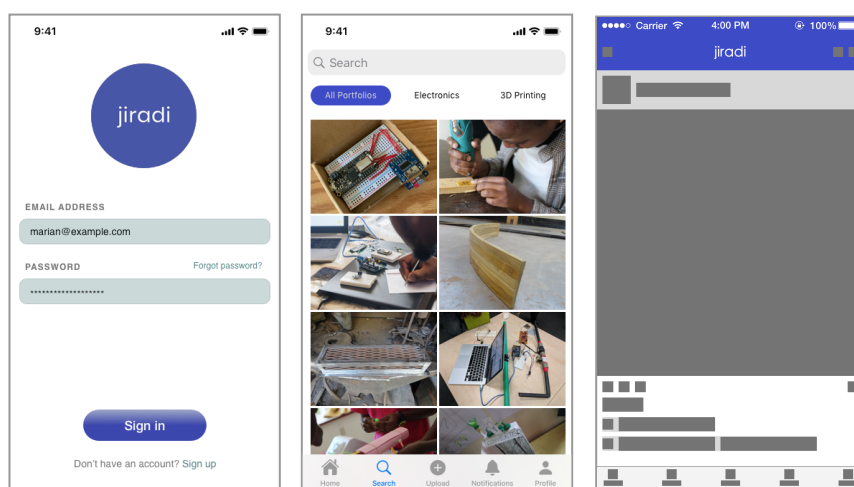 9:41
jiradi
EMAIL ADDRESS
marian@example.com
PASSWORD
Forgot password?
*******************
Sign in
Don't have an account? Sign up
9:41
Search
All Portfolios
Electronics
3D Printing
Home
Search
Upload
Notifications
Profile
Carrier
4:00 PM
100%
jiradi